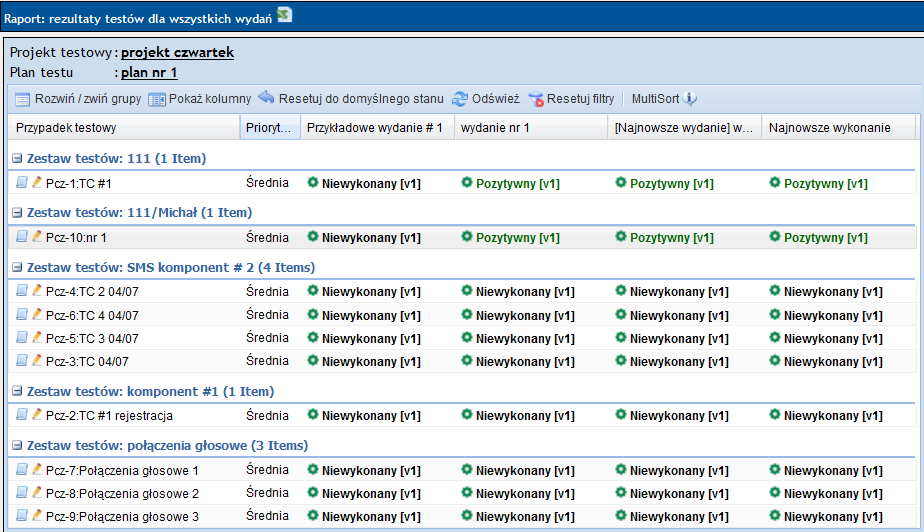 Raport: rezultaty testów dla wszystkich wydań
Projekt testowy : projekt czwartek
Plan testu : plan nr 1
Rozwiń / zwiń grupy Pokaż kolumny Resetuj do domyślnego stanu Odśwież Resetuj filtry MultiSort
Przypadek testowy Prioryt... Przykładowe wydanie # 1 wydanie nr 1 [Najnowsze wydanie] w... Najnowsze wykonanie
Zestaw testów: 111 (1 Item)
Pcz-1:TC #1 Średnia Niewykonany [v1] Pozytywny [v1] Pozytywny [v1] Pozytywny [v1]
Zestaw testów: 111/Michał (1 Item)
Pcz-10:nr 1 Średnia Niewykonany [v1] Pozytywny [v1] Pozytywny [v1] Pozytywny [v1]
Zestaw testów: SMS komponent # 2 (4 Items)
Pcz-4:TC 2 04/07 Średnia Niewykonany [v1] Niewykonany [v1] Niewykonany [v1] Niewykonany [v1]
Pcz-6:TC 4 04/07 Średnia Niewykonany [v1] Niewykonany [v1] Niewykonany [v1] Niewykonany [v1]
Pcz-5:TC 3 04/07 Średnia Niewykonany [v1] Niewykonany [v1] Niewykonany [v1] Niewykonany [v1]
Pcz-3:TC 04/07 Średnia Niewykonany [v1] Niewykonany [v1] Niewykonany [v1] Niewykonany [v1]
Zestaw testów: komponent #1 (1 Item)
Pcz-2:TC #1 rejestracja Średnia Niewykonany [v1] Niewykonany [v1] Niewykonany [v1] Niewykonany [v1]
Zestaw testów: połączenia głosowe (3 Items)
Pcz-7:Połączenia głosowe 1 Średnia Niewykonany [v1] Niewykonany [v1] Niewykonany [v1] Niewykonany [v1]
Pcz-8:Połączenia głosowe 2 Średnia Niewykonany [v1] Niewykonany [v1] Niewykonany [v1] Niewykonany [v1]
Pcz-9:Połączenia głosowe 3 Średnia Niewykonany [v1] Niewykonany [v1] Niewykonany [v1] Niewykonany [v1]